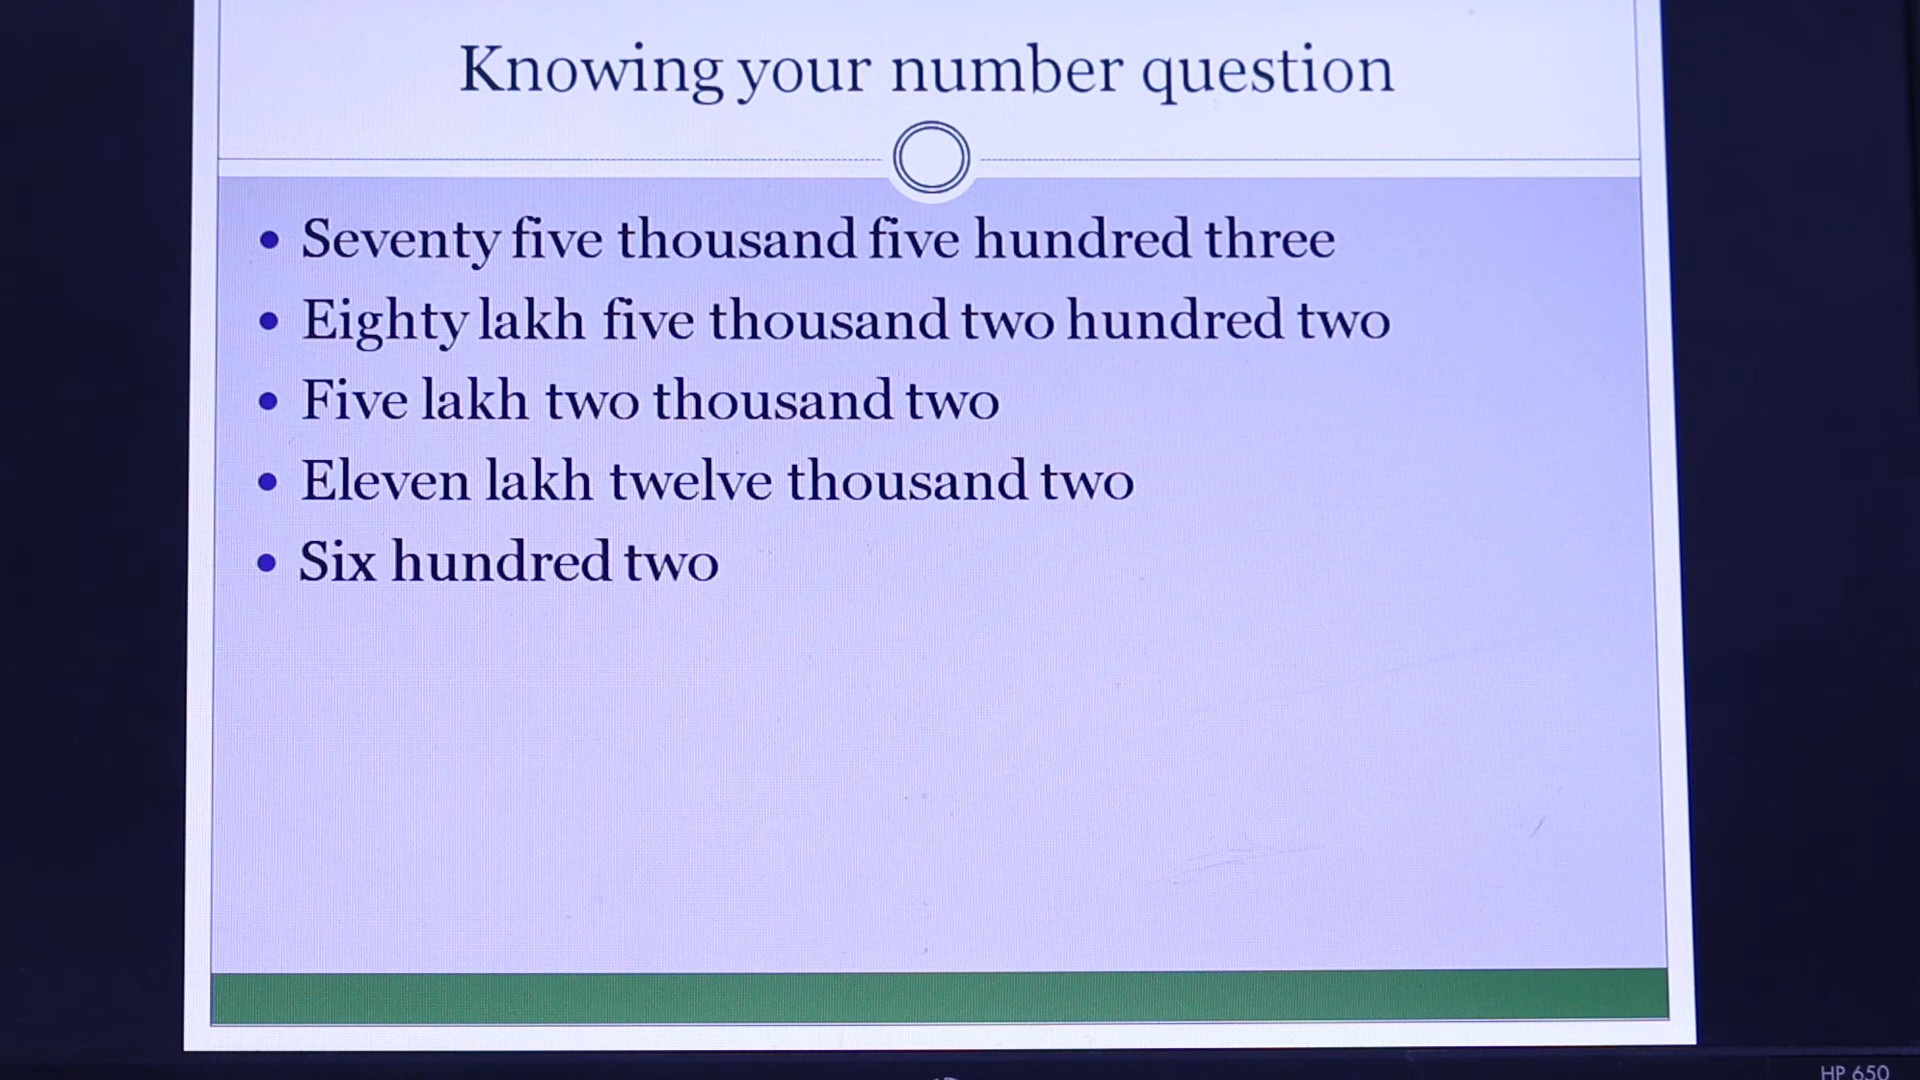 Knowing your number question
• Seventy five thousand five hundred three
• Eighty lakh five thousand two hundred two
• Five lakh two thousand two
• Eleven lakh twelve thousand two
• Six hundred two
HP 650